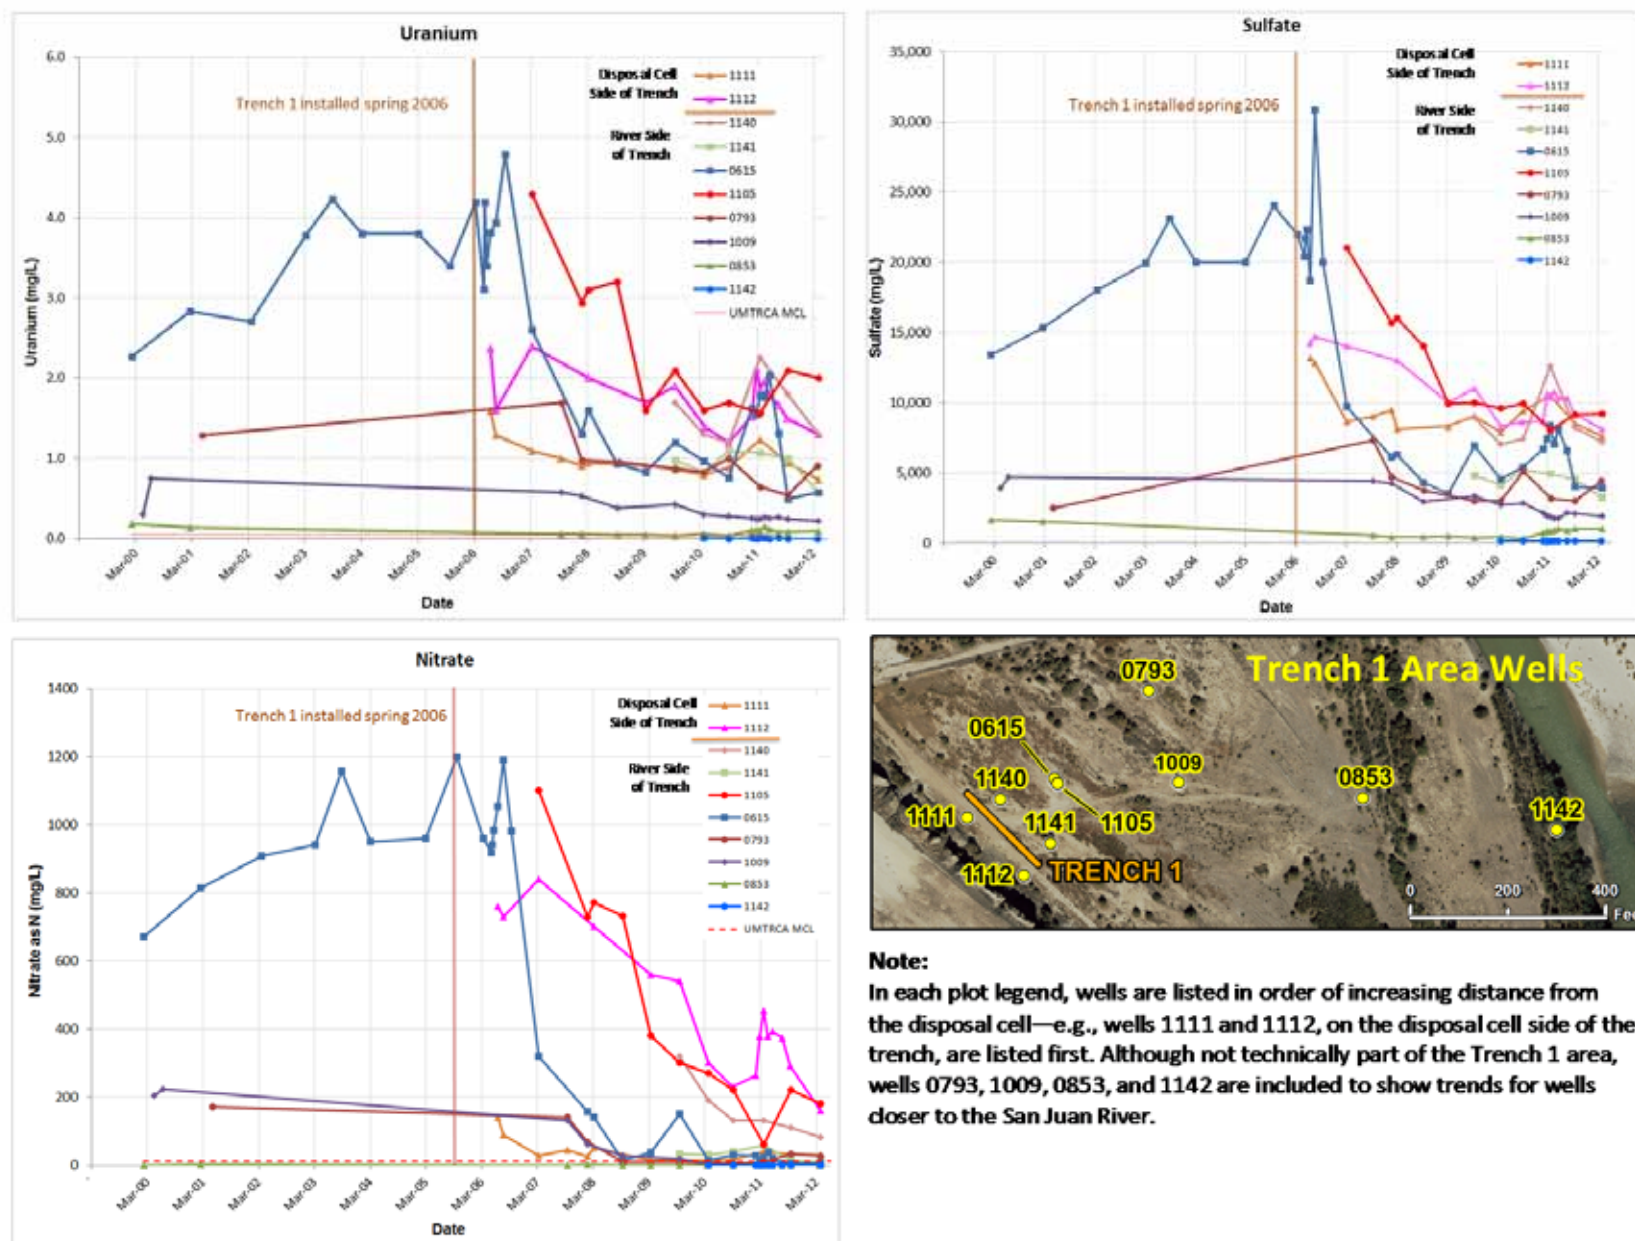 Uranium
6.0
5.0
4.0
3.0
2.0
1.0
0.0
Uranium (mg/L)
Trench 1 installed spring 2006
Disposal Cell
Side of Trench
River Side
of Trench
1111
1112
1140
1141
0615
1105
0793
1009
0853
1142
UMTRCA MCL
Mar-00
Mar-01
Mar-02
Mar-03
Mar-04
Mar-05
Mar-06
Mar-07
Mar-08
Mar-09
Mar-10
Mar-11
Mar-12
Date
Sulfate
35,000
30,000
25,000
20,000
15,000
10,000
5,000
0
Sulfate (mg/L)
Trench 1 installed spring 2006
Disposal Cell
Side of Trench
River Side
of Trench
1111
1112
1140
1141
0615
1105
0793
1009
0853
1142
Mar-00
Mar-01
Mar-02
Mar-03
Mar-04
Mar-05
Mar-06
Mar-07
Mar-08
Mar-09
Mar-10
Mar-11
Mar-12
Date
Nitrate
1400
1200
1000
800
600
400
200
0
Nitrate as N (mg/L)
Trench 1 installed spring 2006
Disposal Cell
Side of Trench
River Side
of Trench
1111
1112
1140
1141
1105
0615
0793
1009
0853
1142
UMTRCA MCL
Mar-00
Mar-01
Mar-02
Mar-03
Mar-04
Mar-05
Mar-06
Mar-07
Mar-08
Mar-09
Mar-10
Mar-11
Mar-12
Date
Trench 1 Area Wells
0793
0615
1140
1009
0853
1111
1141
1105
1142
1112
TRENCH 1
0 200 400
Fee
Note:
In each plot legend, wells are listed in order of increasing distance from
the disposal cell—e.g., wells 1111 and 1112, on the disposal cell side of the
trench, are listed first. Although not technically part of the Trench 1 area,
wells 0793, 1009, 0853, and 1142 are included to show trends for wells
closer to the San Juan River.